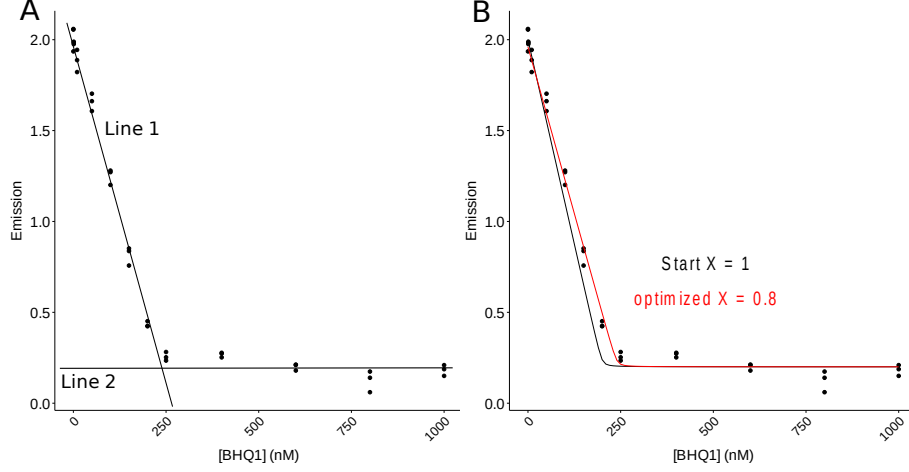 A
2.0
1.5
1.0
0.5
0.0
Emission
Line 1
Line 2
0
250
500
750
1000
[BHQ1] (nM)
B
2.0
1.5
1.0
0.5
0.0
Emission
Start X = 1
optimized X = 0.8
0
250
500
750
1000
[BHQ1] (nM)